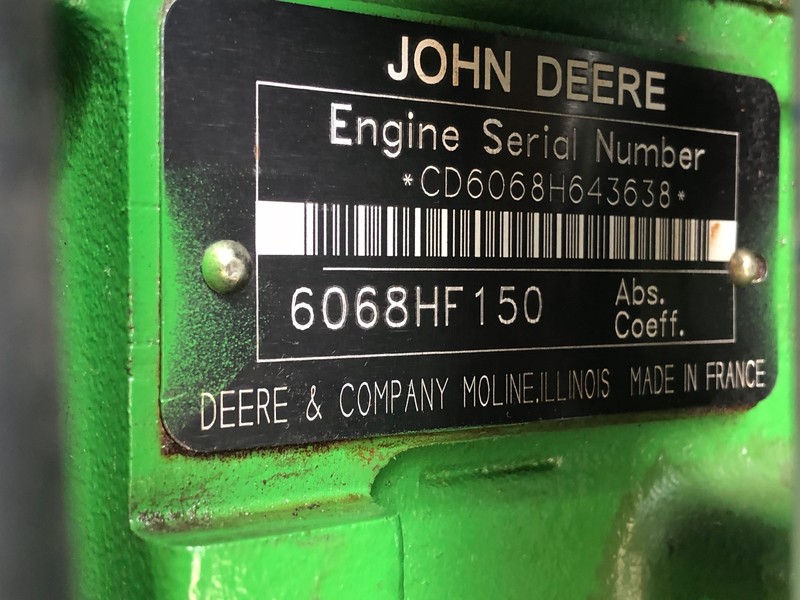 JOHN DEERE
Engine Serial Number
*CD6068H643638*
6068HF150
Abs.
Coeff.
DEERE & COMPANY MOLINE,ILLINOIS MADE IN FRANCE